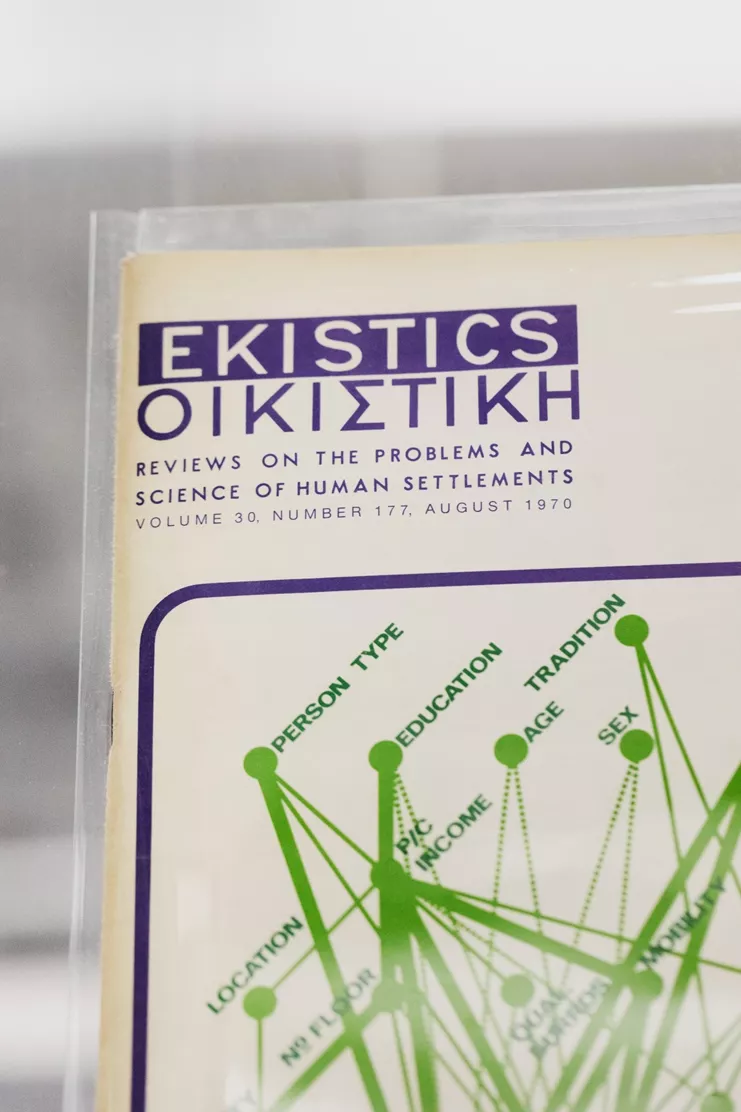 EKISTICS
ΟΙΚΙΣΤΙΚΗ
REVIEWS ON THE PROBLEMS AND
SCIENCE OF HUMAN SETTLEMENTS
VOLUME 30, NUMBER 177, AUGUST 1970
PERSON TYPE
EDUCATION
TRADITION
AGE
SEX
P/C
INCOME
LOCATION
Nº FLOOR
MOBILITY